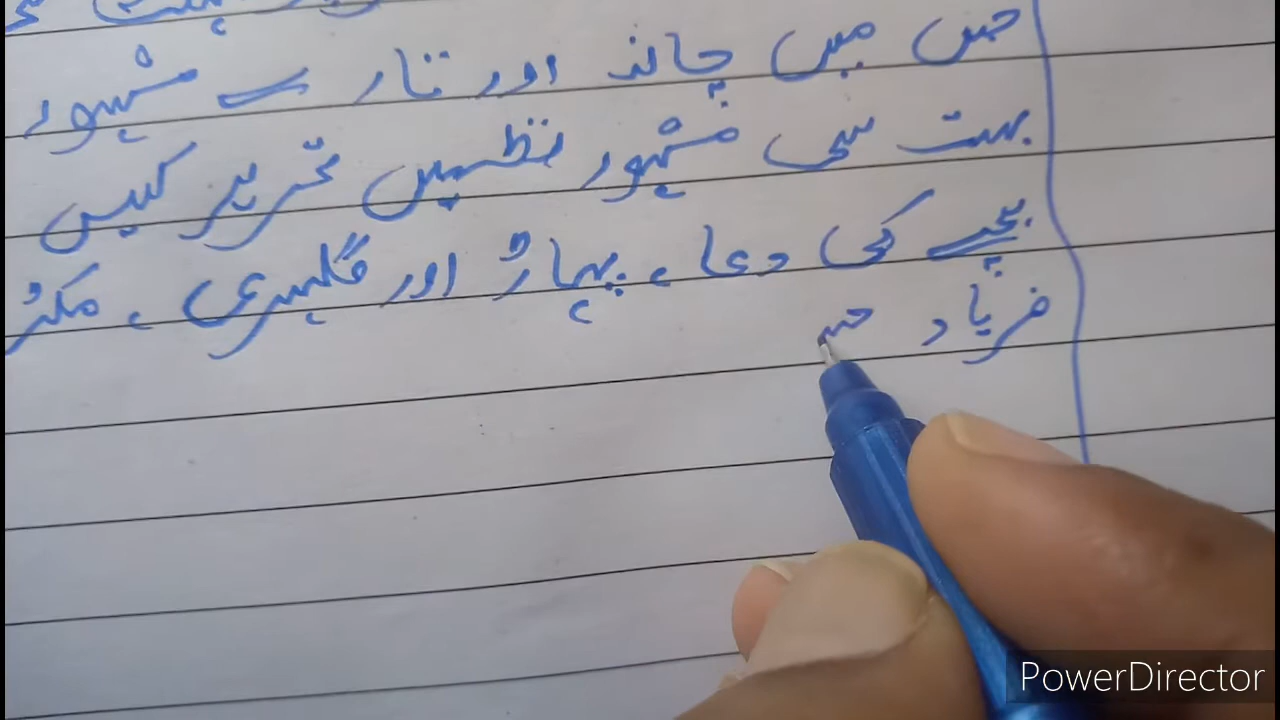 جس میں چاند اور تارے مشہور
بہت سی مشہور نظمیں تحریر کیں
بچے کی دعا، پہاڑ اور گلہری، مکڑ
فریاد
PowerDirector